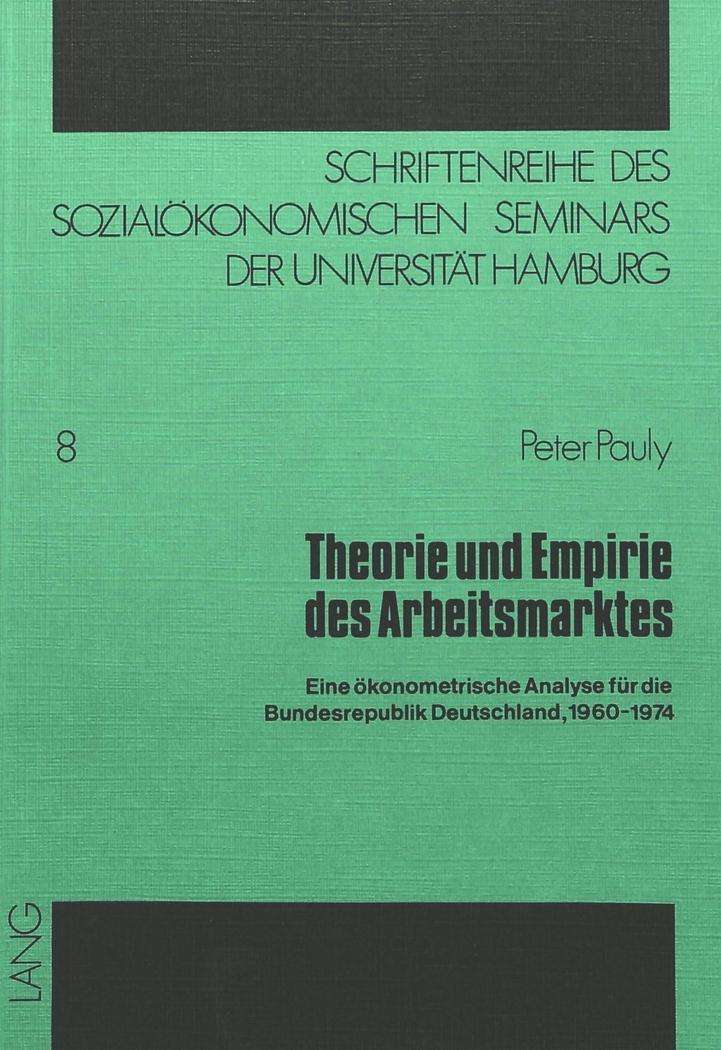 SCHRIFTENREIHE DES
SOZIALÖKONOMISCHEN SEMINARS
DER UNIVERSITÄT HAMBURG
8
Peter Pauly
Theorie und Empirie
des Arbeitsmarktes
Eine ökonometrische Analyse für die
Bundesrepublik Deutschland, 1960-1974
LANG